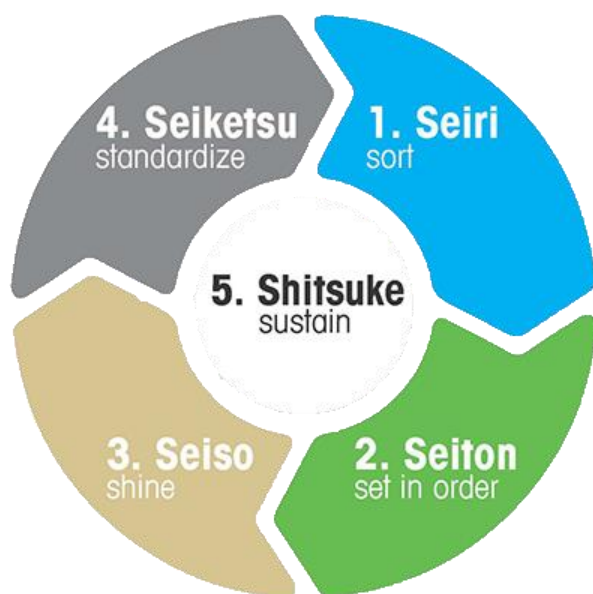 1. Seiri
sort
2. Seiton
set in order
3. Seiso
shine
4. Seiketsu
standardize
5. Shitsuke
sustain